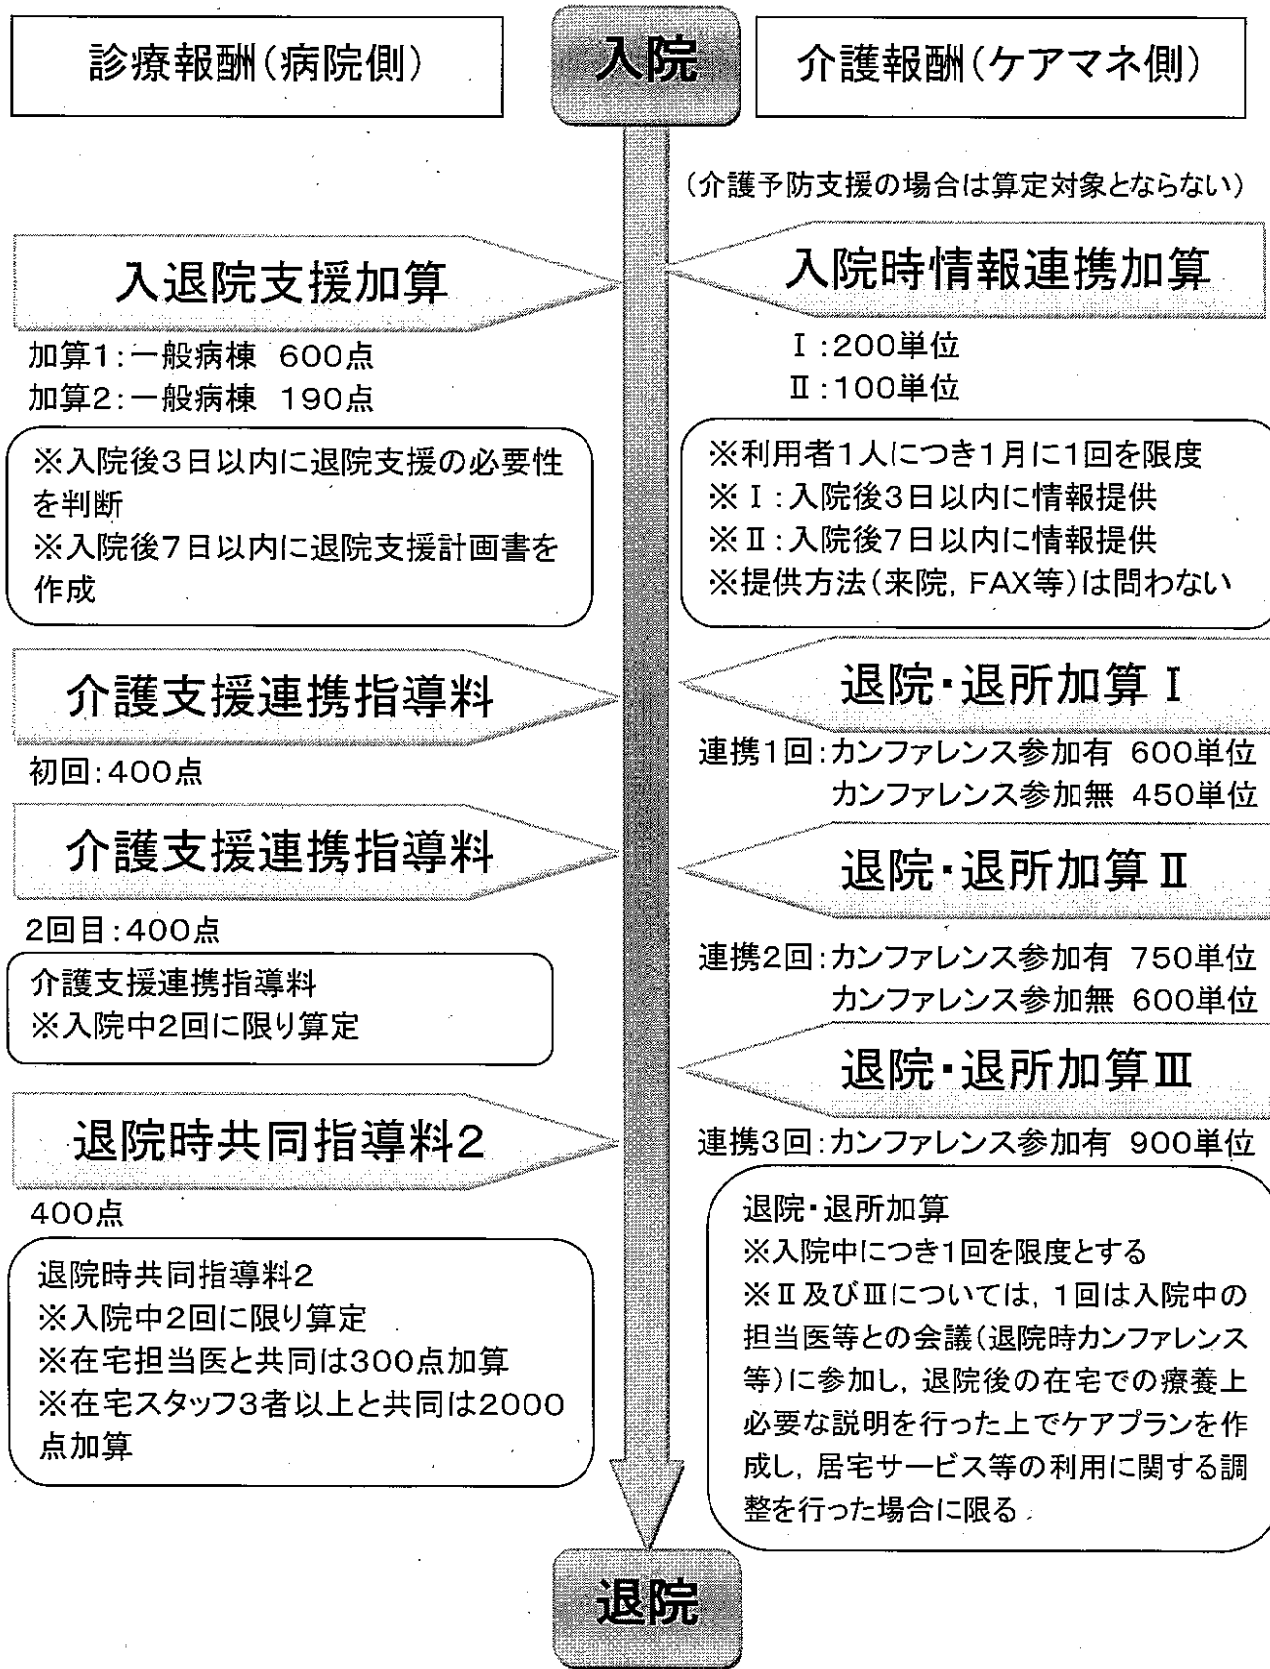 診療報酬(病院側)
入院
介護報酬(ケアマネ側)
(介護予防支援の場合は算定対象とならない)
入退院支援加算
加算1:一般病棟 600点
加算2:一般病棟 190点
※入院後3日以内に退院支援の必要性
を判断
※入院後7日以内に退院支援計画書を
作成
入院時情報連携加算
Ⅰ:200単位
Ⅱ:100単位
※利用者1人につき1月に1回を限度
※Ⅰ:入院後3日以内に情報提供
※Ⅱ:入院後7日以内に情報提供
※提供方法(来院, FAX等)は問わない
介護支援連携指導料
初回:400点
介護支援連携指導料
2回目:400点
介護支援連携指導料
※入院中2回に限り算定
退院・退所加算Ⅰ
連携1回:カンファレンス参加有 600単位
カンファレンス参加無 450単位
退院・退所加算Ⅱ
連携2回:カンファレンス参加有 750単位
カンファレンス参加無 600単位
退院・退所加算Ⅲ
連携3回:カンファレンス参加有 900単位
退院時共同指導料2
400点
退院時共同指導料2
※入院中2回に限り算定
※在宅担当医と共同は300点加算
※在宅スタッフ3者以上と共同は2000
点加算
退院・退所加算
※入院中につき1回を限度とする
※Ⅱ及びⅢについては, 1回は入院中の
担当医等との会議(退院時カンファレンス
等)に参加し, 退院後の在宅での療養上
必要な説明を行った上でケアプランを作
成し, 居宅サービス等の利用に関する調
整を行った場合に限る
退院